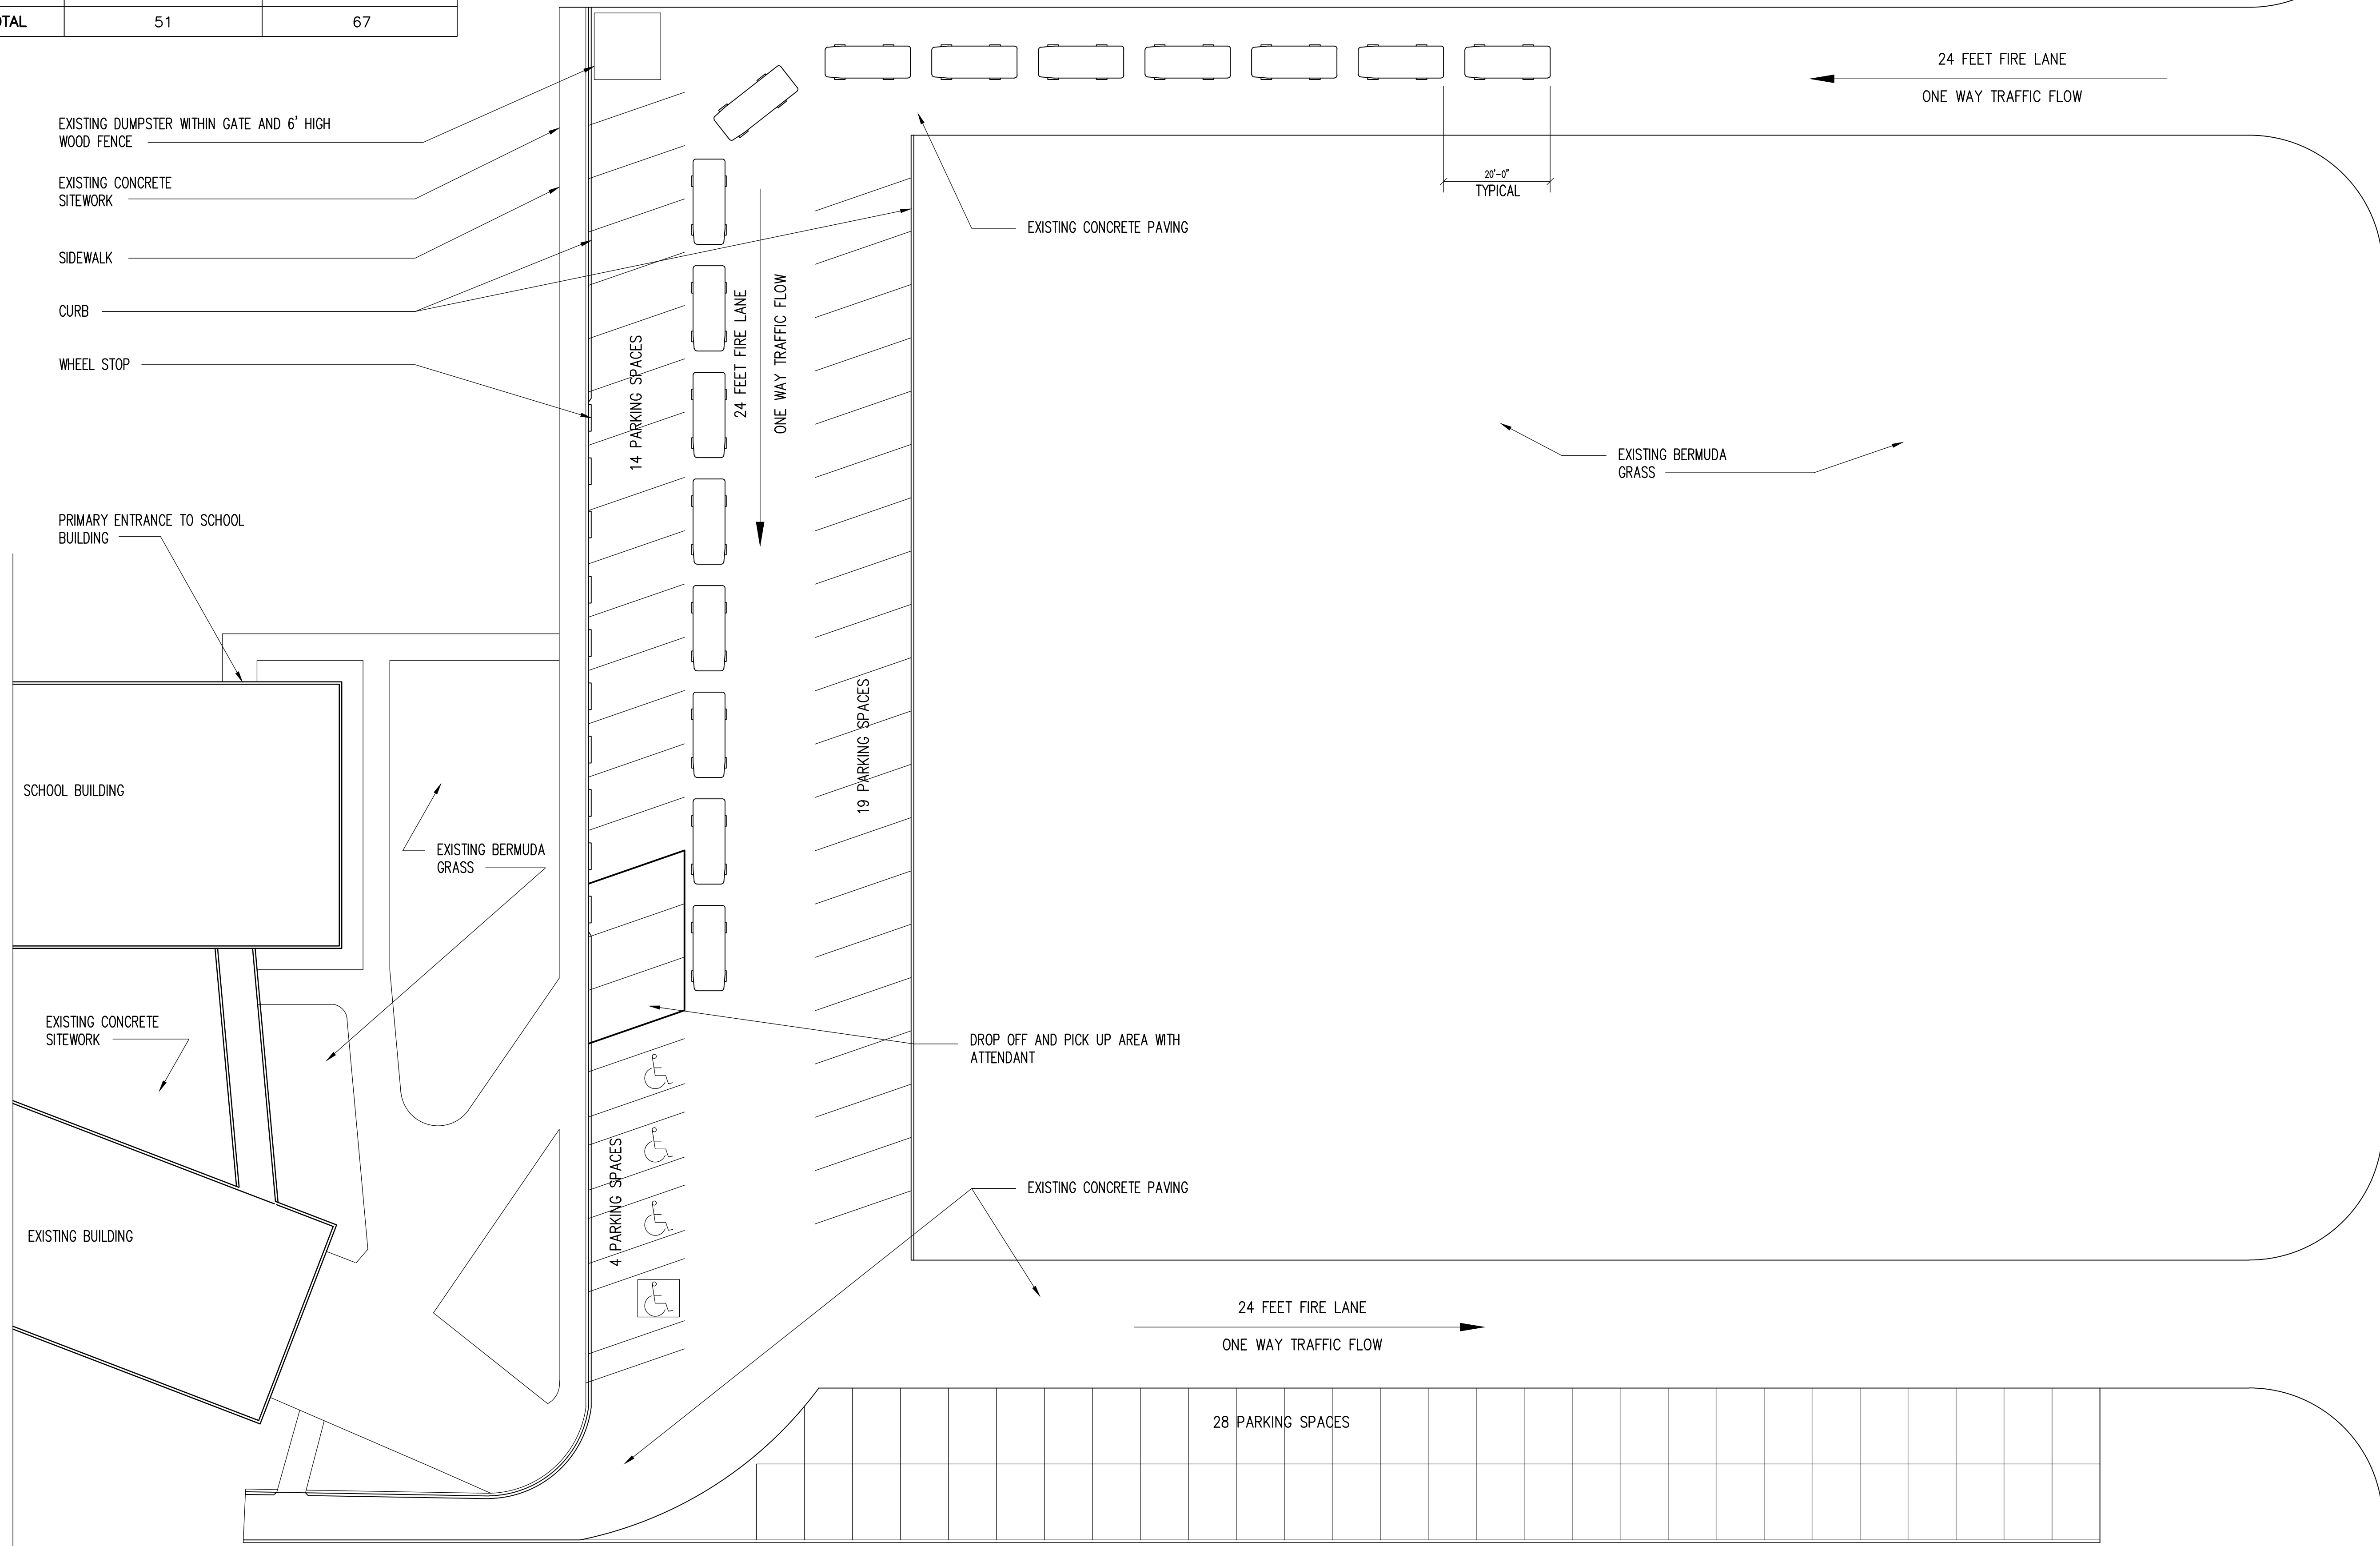 51 67
24 FEET FIRE LANE
ONE WAY TRAFFIC FLOW
EXISTING DUMPSTER WITHIN GATE AND 6' HIGH
WOOD FENCE
EXISTING CONCRETE
SITEWORK
20'-0"
TYPICAL
EXISTING CONCRETE PAVING
SIDEWALK
CURB
WHEEL STOP
14 PARKING SPACES
24 FEET FIRE LANE
ONE WAY TRAFFIC FLOW
EXISTING BERMUDA
GRASS
PRIMARY ENTRANCE TO SCHOOL
BUILDING
19 PARKING SPACES
SCHOOL BUILDING
EXISTING BERMUDA
GRASS
EXISTING CONCRETE
SITEWORK
DROP OFF AND PICK UP AREA WITH
ATTENDANT
4 PARKING SPACES
EXISTING CONCRETE PAVING
EXISTING BUILDING
24 FEET FIRE LANE
ONE WAY TRAFFIC FLOW
28 PARKING SPACES